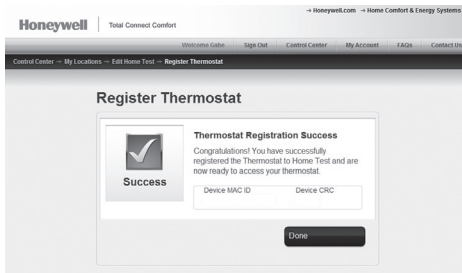 → Honeywell.com → Home Comfort & Energy Systems
Honeywell | Total Connect Comfort
Welcome Gabe Sign Out Control Center My Account FAQs Contact Us
Control Center → My Locations → Edit Home Test → Register Thermostat
Register Thermostat
Success
Thermostat Registration Success
Congratulations! You have successfully
registered the Thermostat to Home Test and are
now ready to access your thermostat.
Device MAC ID Device CRC
Done